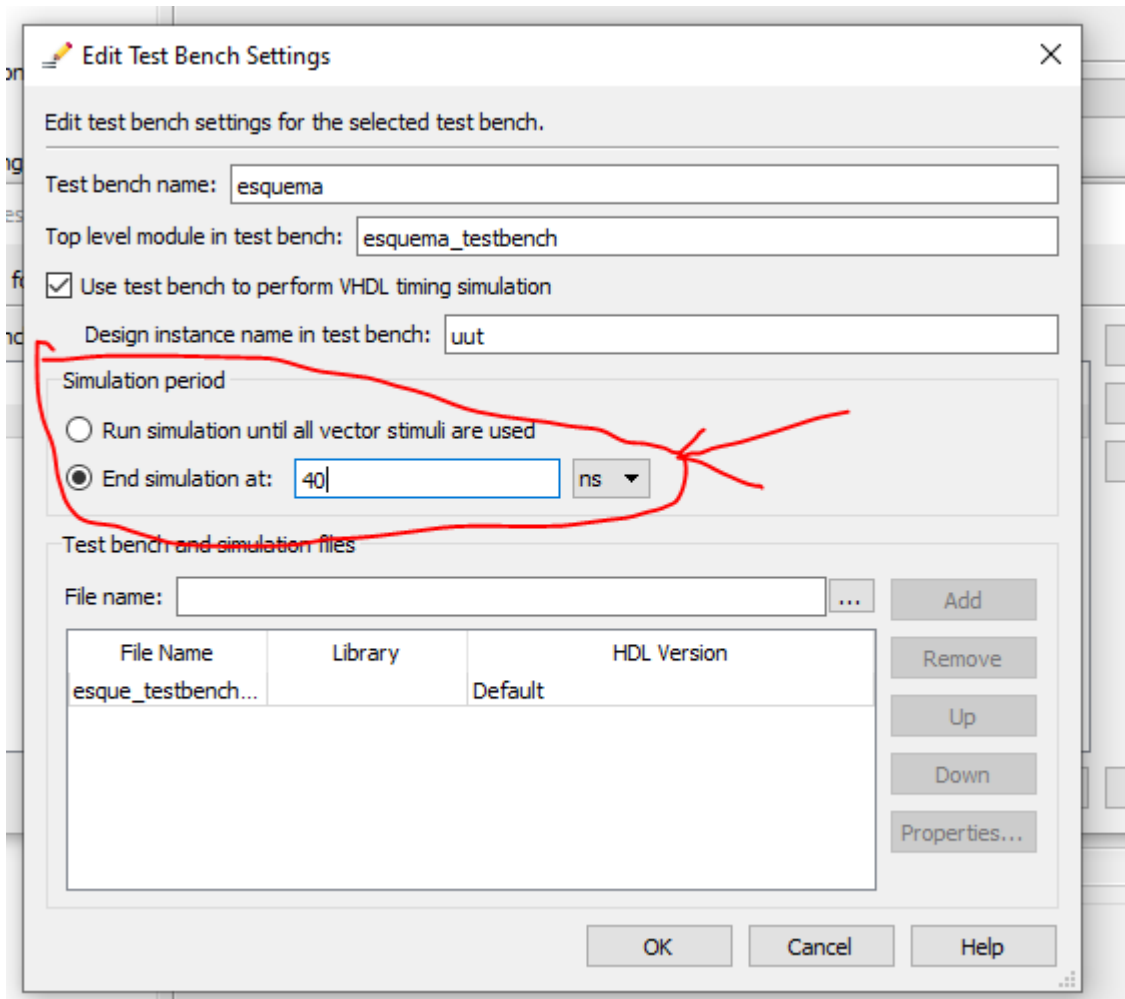 Edit Test Bench Settings
Edit test bench settings for the selected test bench.
Test bench name: esquema
Top level module in test bench: esquema_testbench
Use test bench to perform VHDL timing simulation
Design instance name in test bench: uut
Simulation period
Run simulation until all vector stimuli are used
End simulation at: 40 ns
Test bench and simulation files
File name: ... Add
File Name Library HDL Version Remove
esque_testbench... Default
Up
Down
Properties...
OK Cancel Help